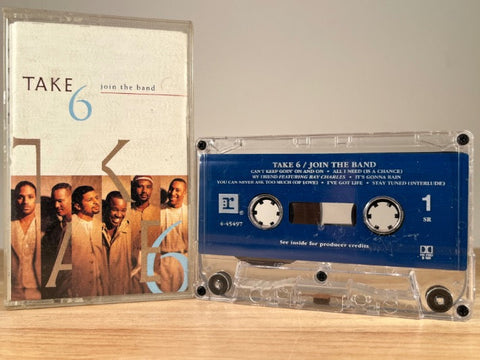 TAKE
6
join the band
TAKE 6 / JOIN THE BAND
CAN'T KEEP GOIN' ON AND ON • ALL I NEED (IS A CHANCE)
MY FRIEND FEATURING RAY CHARLES • IT'S GONNA RAIN
YOU CAN NEVER ASK TOO MUCH (OF LOVE) • I'VE GOT LIFE • STAY TUNED (INTERLUDE)
r
4-45497
1
SR
See inside for producer credits